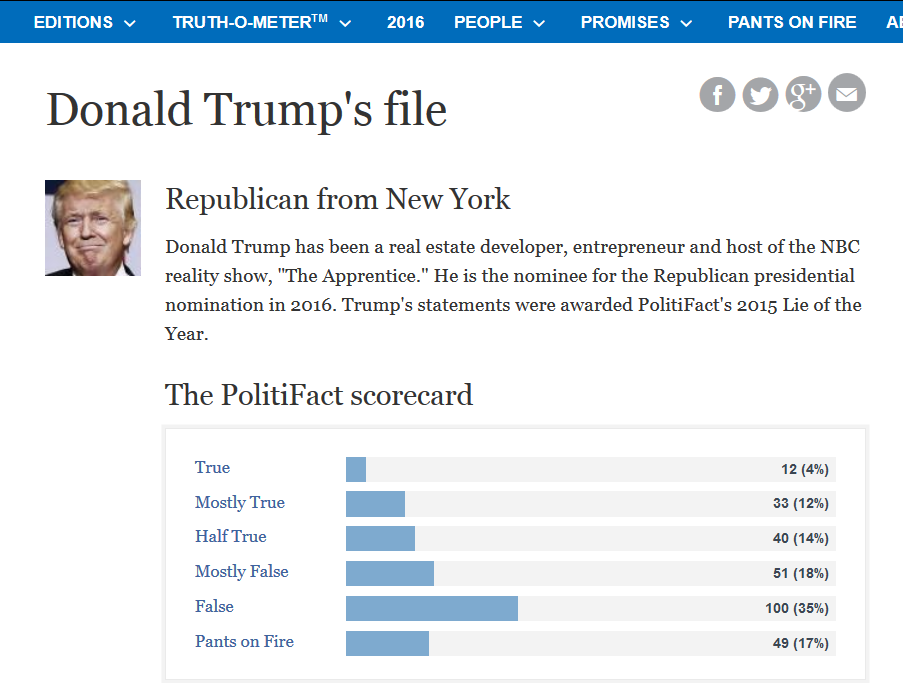 EDITIONS TRUTH-O-METER™ 2016 PEOPLE PROMISES PANTS ON FIRE
Donald Trump's file
Republican from New York
Donald Trump has been a real estate developer, entrepreneur and host of the NBC
reality show, "The Apprentice." He is the nominee for the Republican presidential
nomination in 2016. Trump's statements were awarded PolitiFact's 2015 Lie of the
Year.
The PolitiFact scorecard
True 12 (4%)
Mostly True 33 (12%)
Half True 40 (14%)
Mostly False 51 (18%)
False 100 (35%)
Pants on Fire 49 (17%)